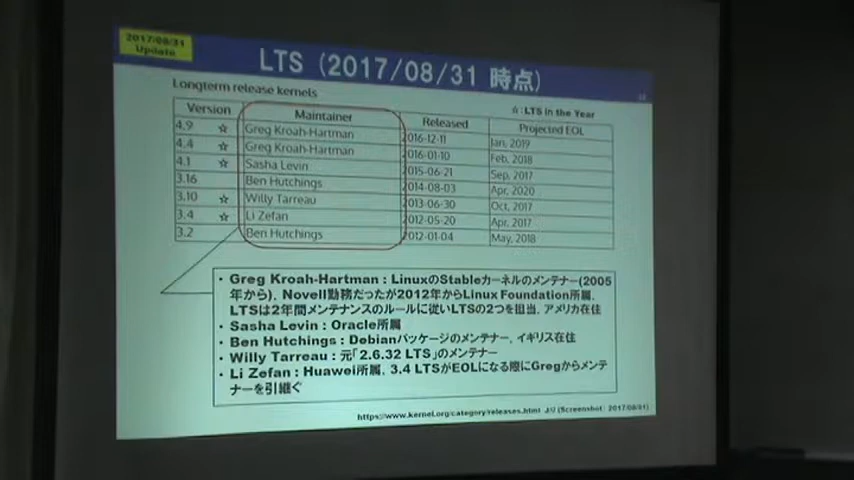 2017/08/31
Update
LTS (2017/08/31 時点)
Longterm release kernels
☆:LTS in the Year
Version Maintainer Released Projected EOL
4.9 ☆ Greg Kroah-Hartman 2016-12-11 Jan, 2019
4.4 ☆ Greg Kroah-Hartman 2016-01-10 Feb, 2018
4.1 ☆ Sasha Levin 2015-06-21 Sep, 2017
3.16 Ben Hutchings 2014-08-03 Apr, 2020
3.10 ☆ Willy Tarreau 2013-06-30 Oct, 2017
3.4 ☆ Li Zefan 2012-05-20 Apr, 2017
3.2 Ben Hutchings 2012-01-04 May, 2018
・Greg Kroah-Hartman : LinuxのStableカーネルのメンテナー(2005
年から), Novell勤務だったが2012年からLinux Foundation所属,
LTSは2年間メンテナンスのルールに従いLTSの2つを担当, アメリカ在住
・Sasha Levin : Oracle所属
・Ben Hutchings : Debianパッケージのメンテナー, イギリス在住
・Willy Tarreau : 元「2.6.32 LTS」のメンテナー
・Li Zefan : Huawei所属, 3.4 LTSがEOLになる際にGregからメンテ
ナーを引継ぐ
https://www.kernel.org/category/releases.html より (Screenshot: 2017/08/31)